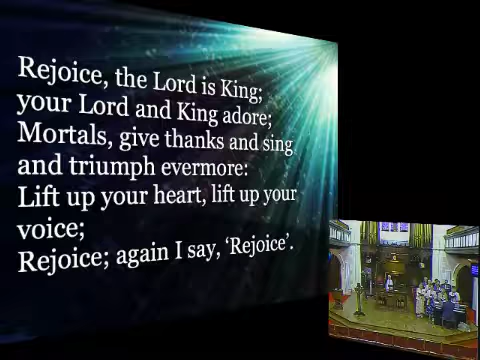 Rejoice, the Lord is King;
your Lord and King adore;
Mortals, give thanks and sing
and triumph evermore:
Lift up your heart, lift up your
voice;
Rejoice; again I say, ‘Rejoice’.